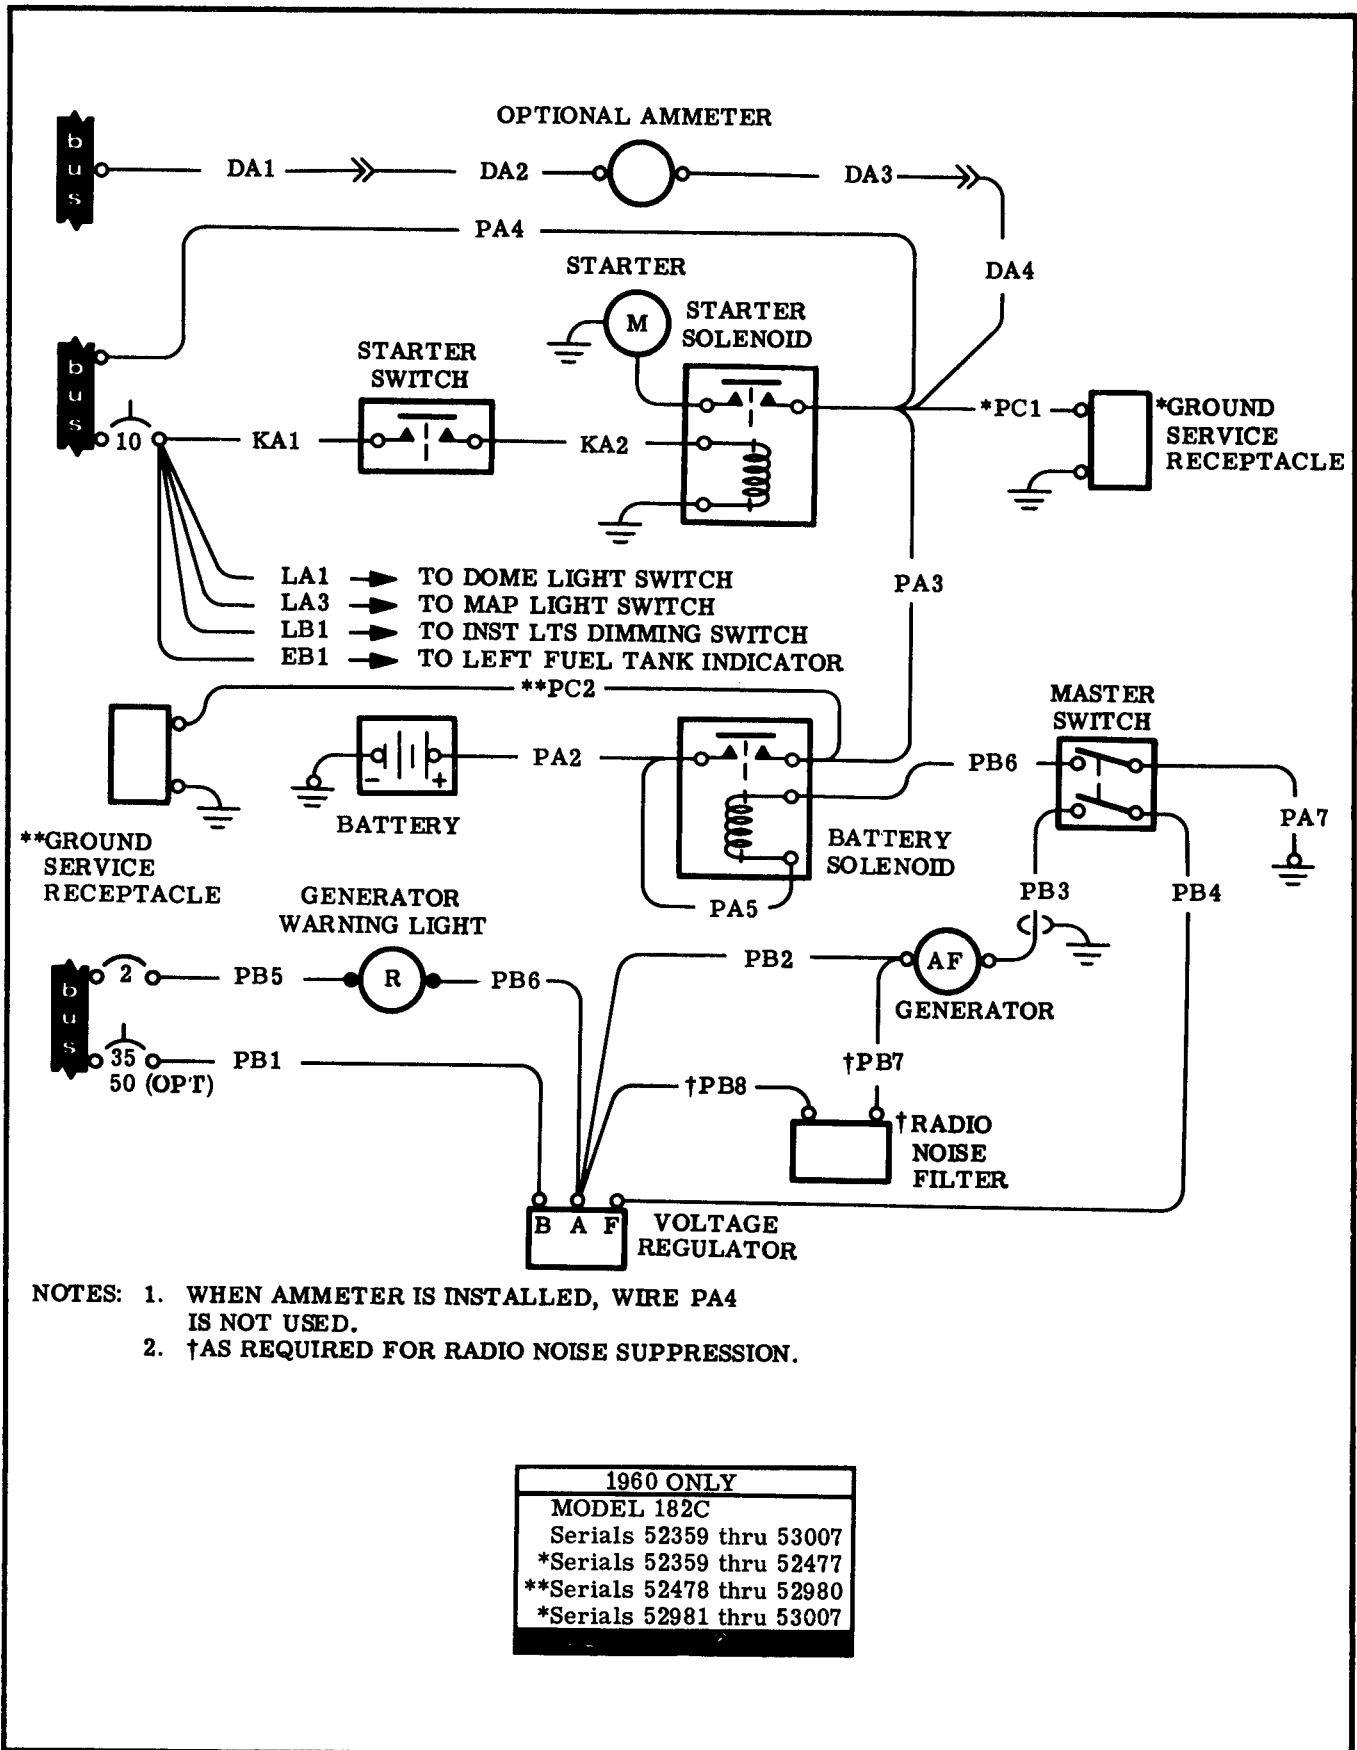 OPTIONAL AMMETER
bus
DA1
DA2
DA3
PA4
DA4
STARTER
M
STARTER
SOLENOID
STARTER
SWITCH
bus
10
KA1
KA2
*PC1
*GROUND
SERVICE
RECEPTACLE
LA1 TO DOME LIGHT SWITCH
LA3 TO MAP LIGHT SWITCH
LB1 TO INST LTS DIMMING SWITCH
EB1 TO LEFT FUEL TANK INDICATOR
PA3
**PC2
MASTER
SWITCH
PA2
- +
BATTERY
PB6
PA7
**GROUND
SERVICE
RECEPTACLE
BATTERY
SOLENOID
PA5
PB3
PB4
GENERATOR
WARNING LIGHT
bus
2
PB5
R
PB6
PB2
AF
GENERATOR
35
50 (OPT)
PB1
†PB7
†PB8
†RADIO
NOISE
FILTER
B A F
VOLTAGE
REGULATOR
NOTES: 1. WHEN AMMETER IS INSTALLED, WIRE PA4
IS NOT USED.
2. †AS REQUIRED FOR RADIO NOISE SUPPRESSION.
1960 ONLY
MODEL 182C
Serials 52359 thru 53007
*Serials 52359 thru 52477
**Serials 52478 thru 52980
*Serials 52981 thru 53007